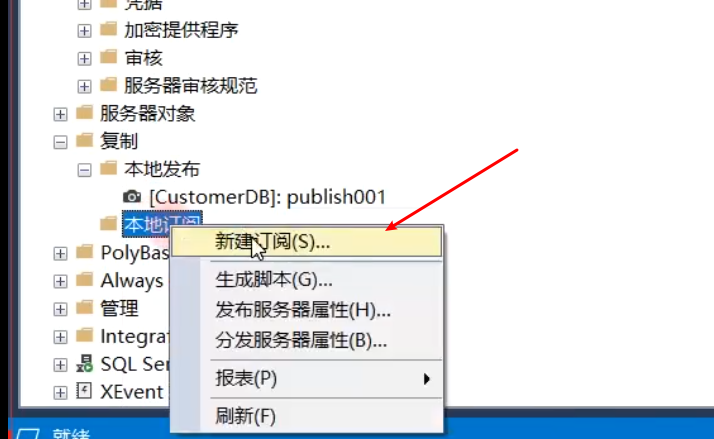 凭据
加密提供程序
审核
服务器审核规范
服务器对象
复制
本地发布
[CustomerDB]: publish001
本地订阅
新建订阅(S)...
PolyBas
生成脚本(G)...
Always
发布服务器属性(H)...
管理
分发服务器属性(B)...
Integrat
SQL Ser
报表(P)
XEvent
刷新(F)
就绪